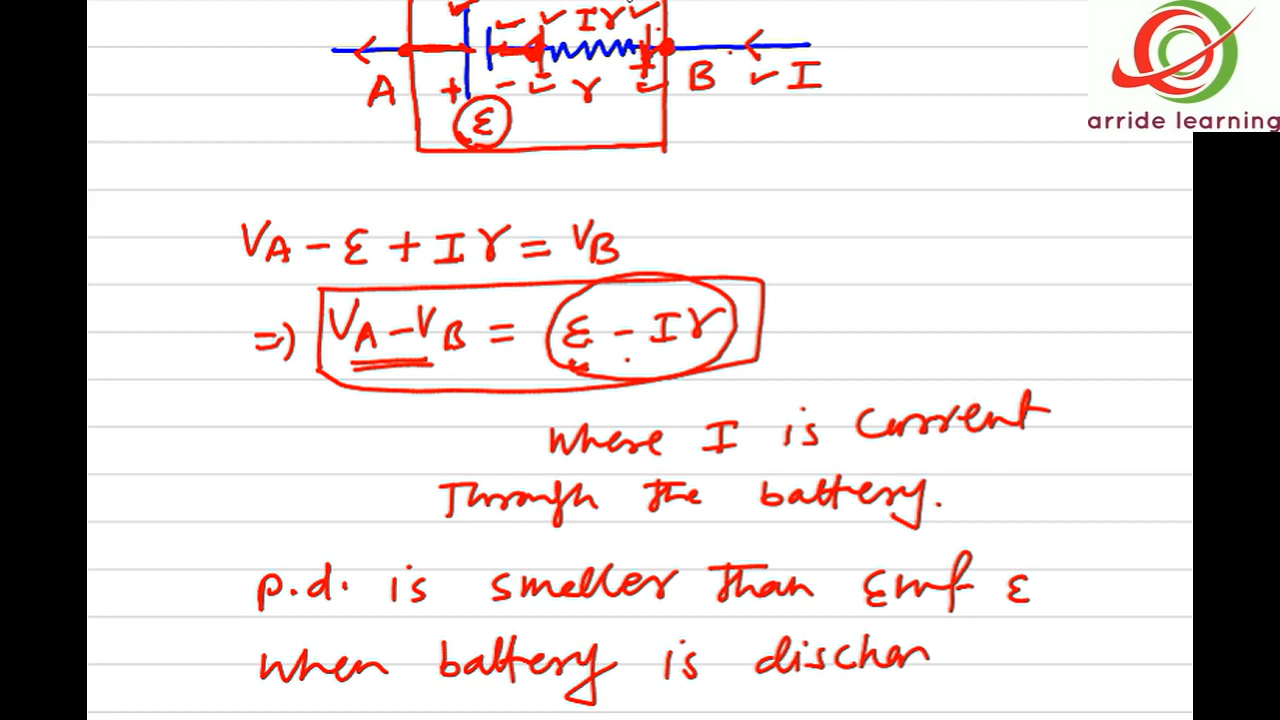 Ir
A + - r B I
ε
arride learning
VA - ε + Ir = VB
=> VA - VB = ε - Ir
where I is current
Through the battery.
p.d. is smaller than Emf ε
when battery is dischar